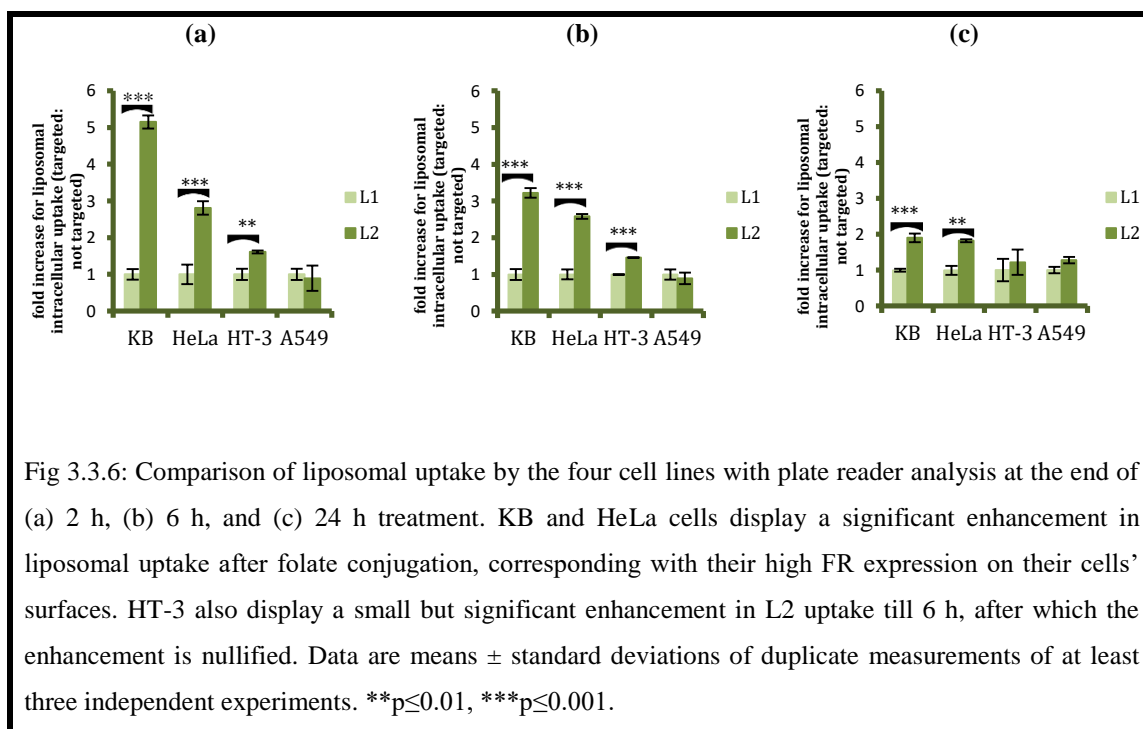 (a)
(b)
(c)
fold increase for liposomal
intracellular uptake (targeted:
not targeted)
6
5
4
3
2
1
0
***
***
**
KB HeLa HT-3 A549
L1
L2
fold increase for liposomal
intracellular uptake (targeted:
not targeted)
6
5
4
3
2
1
0
***
***
***
KB HeLa HT-3 A549
L1
L2
fold increase for liposomal
intracellular uptake (targeted:
not targeted)
6
5
4
3
2
1
0
***
**
KB HeLa HT-3 A549
L1
L2
Fig 3.3.6: Comparison of liposomal uptake by the four cell lines with plate reader analysis at the end of
(a) 2 h, (b) 6 h, and (c) 24 h treatment. KB and HeLa cells display a significant enhancement in
liposomal uptake after folate conjugation, corresponding with their high FR expression on their cells’
surfaces. HT-3 also display a small but significant enhancement in L2 uptake till 6 h, after which the
enhancement is nullified. Data are means ± standard deviations of duplicate measurements of at least
three independent experiments. **p≤0.01, ***p≤0.001.